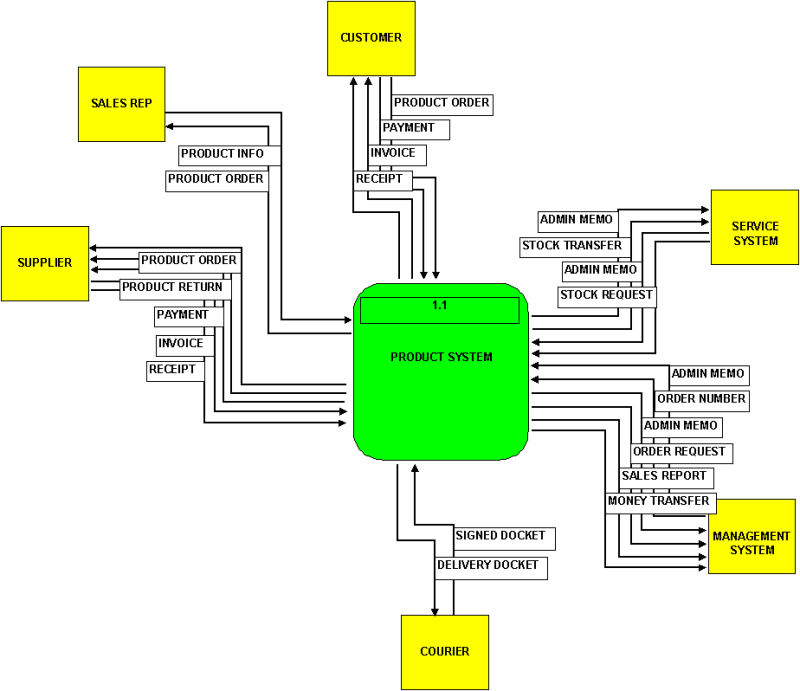 CUSTOMER
SALES REP
PRODUCT ORDER
PAYMENT
INVOICE
RECEIPT
PRODUCT INFO
PRODUCT ORDER
SUPPLIER
PRODUCT ORDER
PRODUCT RETURN
PAYMENT
INVOICE
RECEIPT
1.1
PRODUCT SYSTEM
ADMIN MEMO
STOCK TRANSFER
ADMIN MEMO
STOCK REQUEST
SERVICE
SYSTEM
ADMIN MEMO
ORDER NUMBER
ADMIN MEMO
ORDER REQUEST
SALES REPORT
MONEY TRANSFER
MANAGEMENT
SYSTEM
SIGNED DOCKET
DELIVERY DOCKET
COURIER